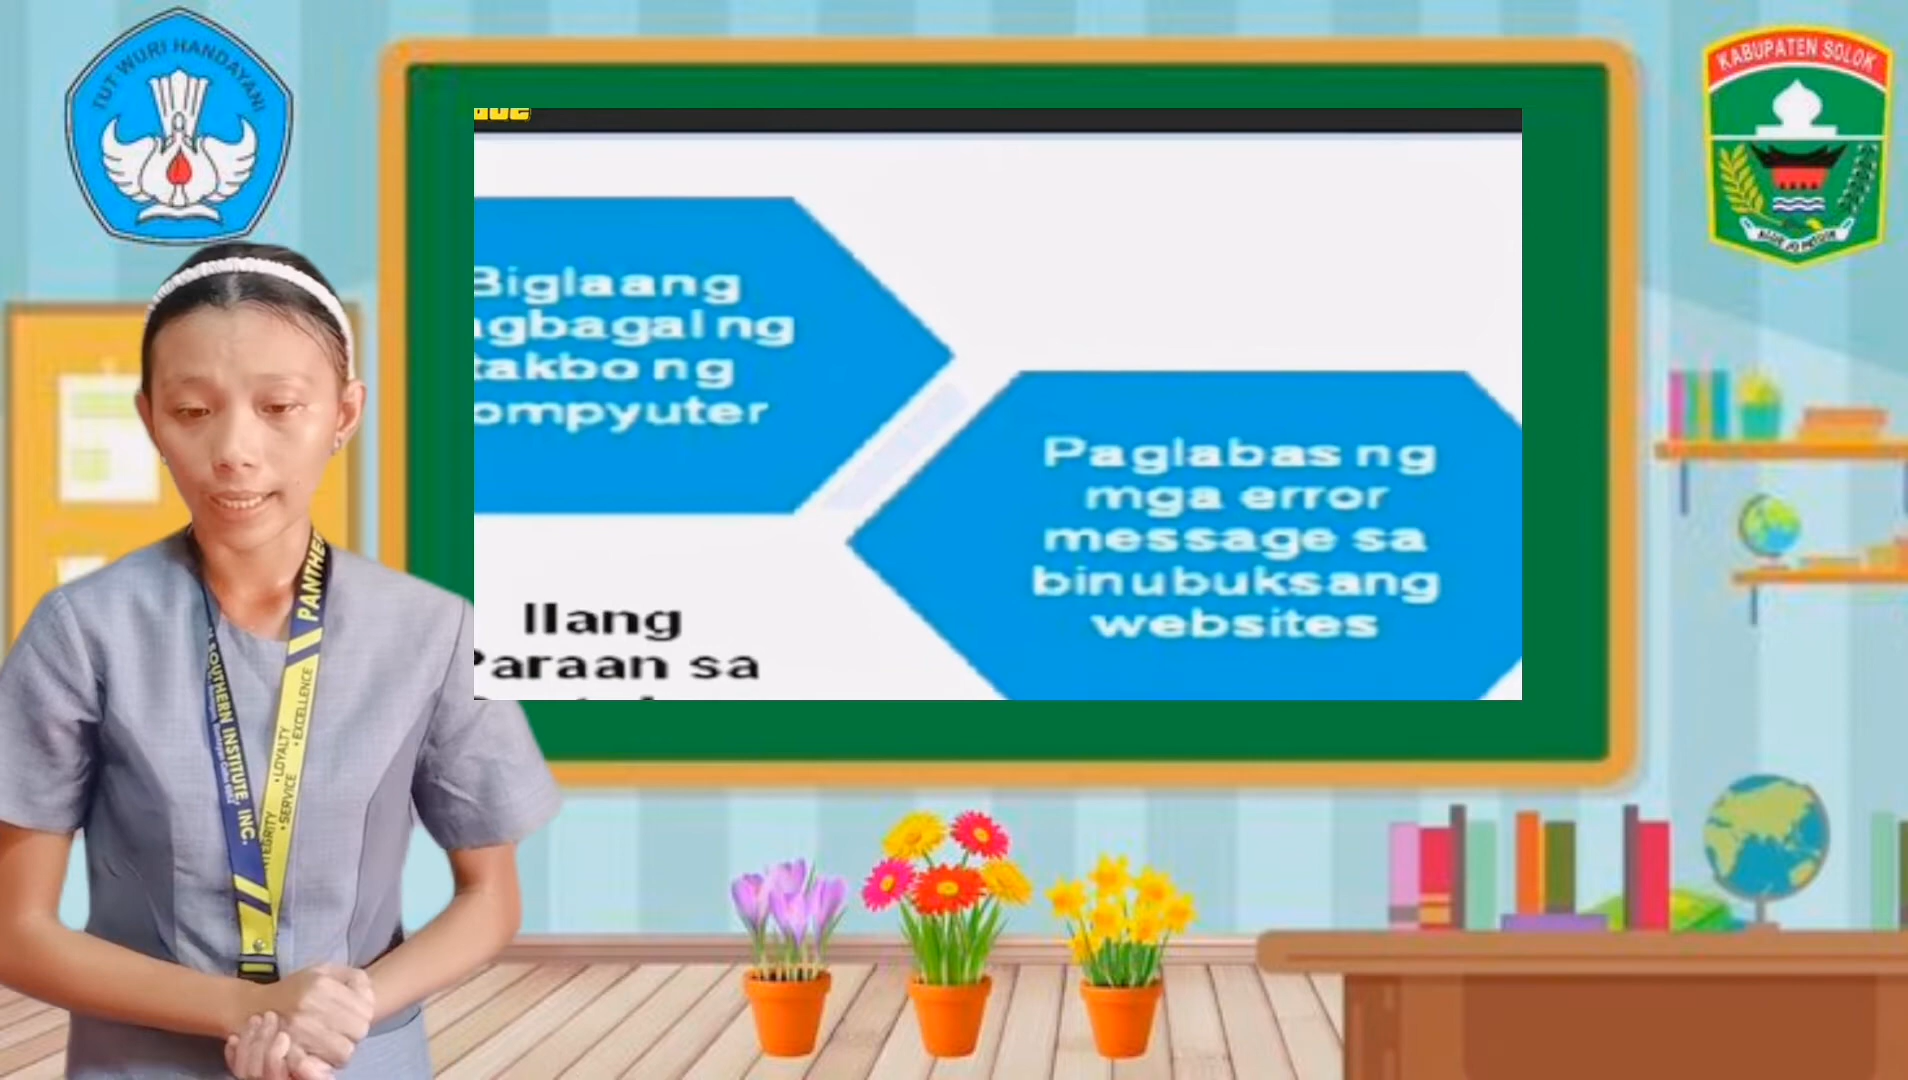 TUT WURI HANDAYANI
KABUPATEN SOLOK
Biglaang
ng
takbo ng
ompyuter
Paglabas ng
mga error
message sa
binubuksang
websites
Ilang
Paraan sa
PANTHE
SOUTHERN INSTITUTE, INC.
• LOYALTY
• EXCELLENCE
• SERVICE